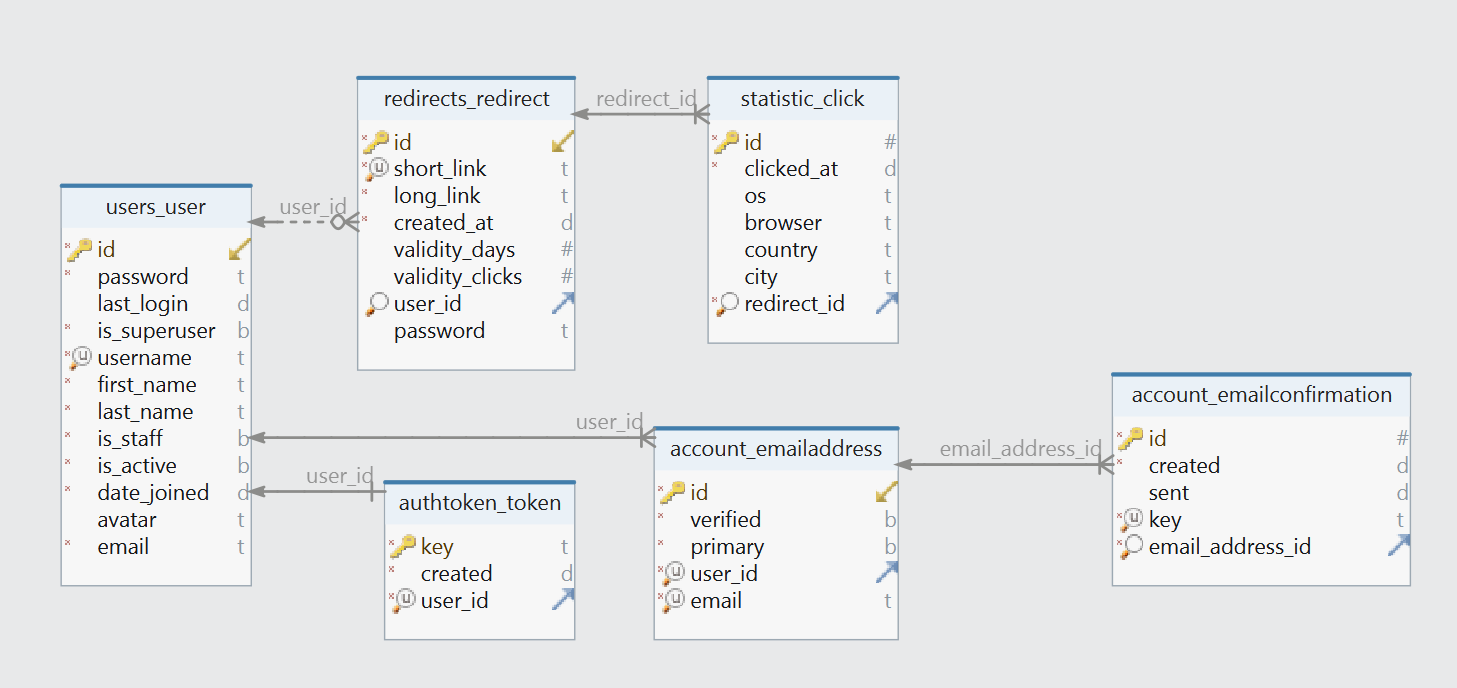 users_user
id
password t
last_login d
is_superuser b
u username t
first_name t
last_name t
is_staff b
is_active b
date_joined d
avatar t
email t
user_id
redirects_redirect
id
u short_link t
long_link t
created_at d
validity_days #
validity_clicks #
user_id
password t
redirect_id
statistic_click
id #
clicked_at d
os t
browser t
country t
city t
redirect_id
user_id
user_id
authtoken_token
key t
created d
u user_id
account_emailaddress
id
verified b
primary b
u user_id
u email t
email_address_id
account_emailconfirmation
id #
created d
sent d
u key t
email_address_id